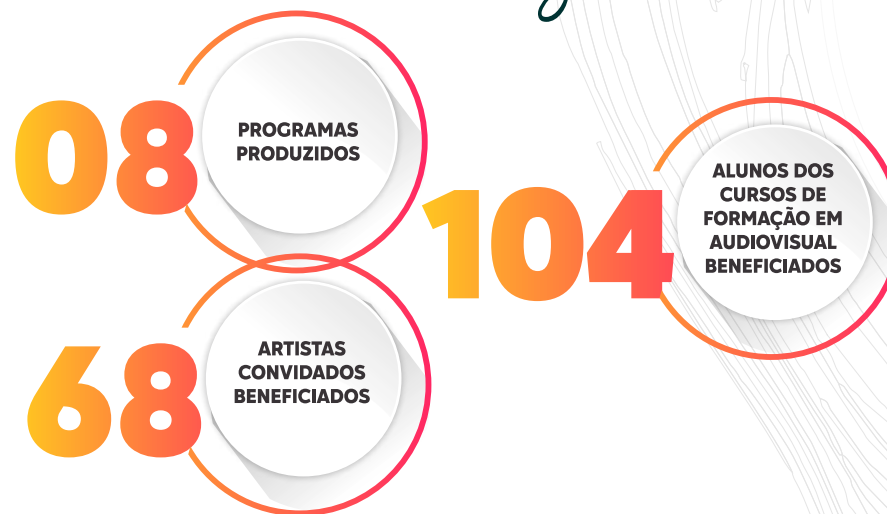 08
PROGRAMAS
PRODUZIDOS
68
ARTISTAS
CONVIDADOS
BENEFICIADOS
104
ALUNOS DOS
CURSOS DE
FORMAÇÃO EM
AUDIOVISUAL
BENEFICIADOS